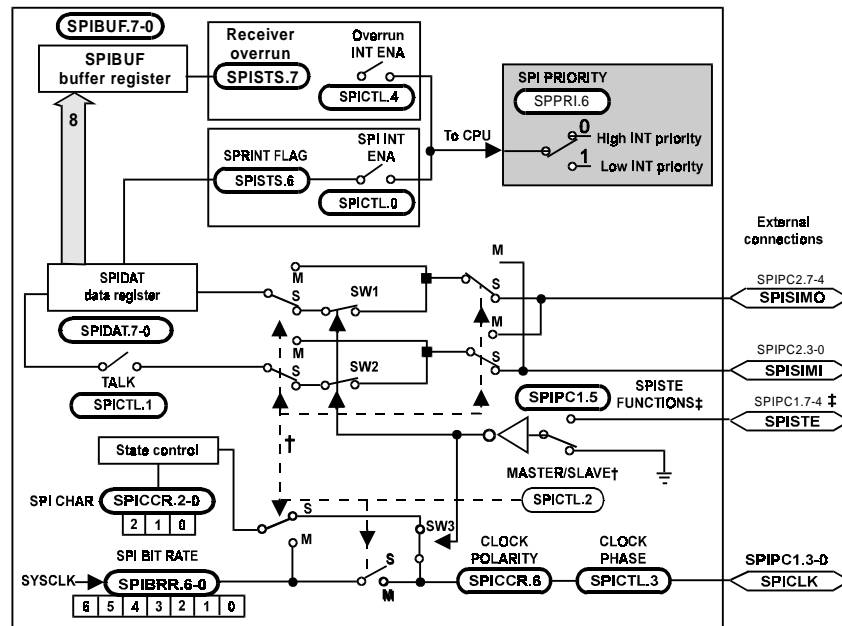 SPIBUF.7-0
SPIBUF
buffer register
8
Receiver
overrun
SPISTS.7
Overrun
INT ENA
SPICTL.4
SPRINT FLAG
SPISTS.6
SPI INT
ENA
SPICTL.0
To CPU
SPI PRIORITY
SPPRI.6
0
High INT priority
1
Low INT priority
External
connections
SPIDAT
data register
SPIDAT.7-0
TALK
SPICTL.1
M
S
SW1
M
S
M
S
SW2
M
S
SPIPC2.7-4
SPISIMO
SPIPC2.3-0
SPISIMI
SPIPC1.5
SPISTE
FUNCTIONS‡
SPIPC1.7-4 ‡
SPISTE
†
State control
MASTER/SLAVE†
SPICTL.2
SPI CHAR
SPICCR.2-0
2 1 0
S
M
SW3
SPI BIT RATE
SYSCLK
SPIBRR.6-0
6 5 4 3 2 1 0
S
M
CLOCK
POLARITY
SPICCR.6
CLOCK
PHASE
SPICTL.3
SPIPC1.3-0
SPICLK